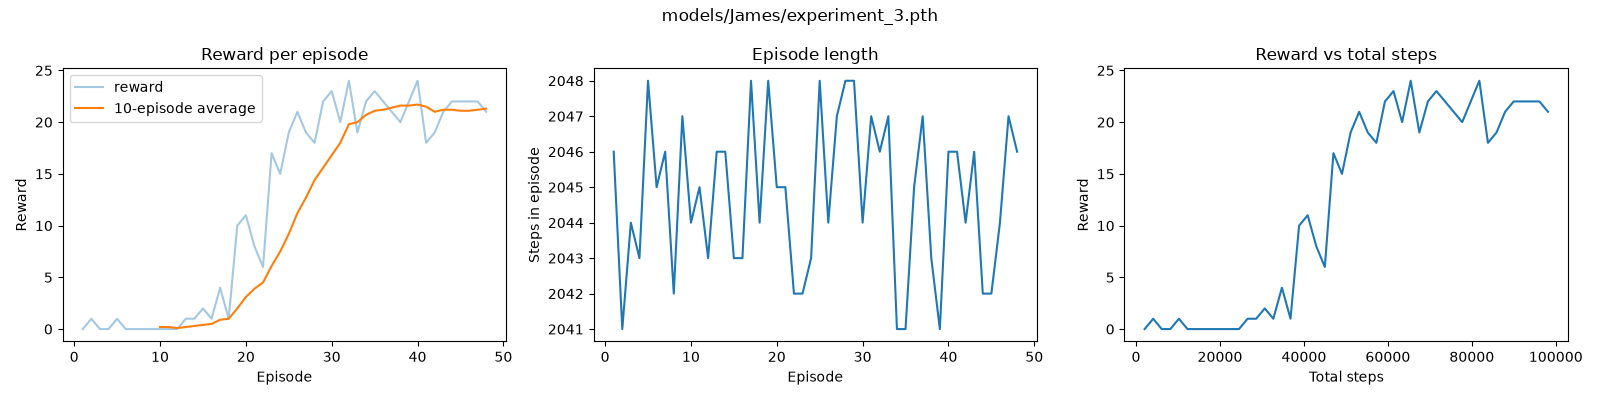 models/James/experiment_3.pth
Reward per episode
25
20
15
10
5
0
Reward
reward
10-episode average
0 10 20 30 40 50
Episode
Episode length
2048
2047
2046
2045
2044
2043
2042
2041
Steps in episode
0 10 20 30 40 50
Episode
Reward vs total steps
25
20
15
10
5
0
Reward
0 20000 40000 60000 80000 100000
Total steps